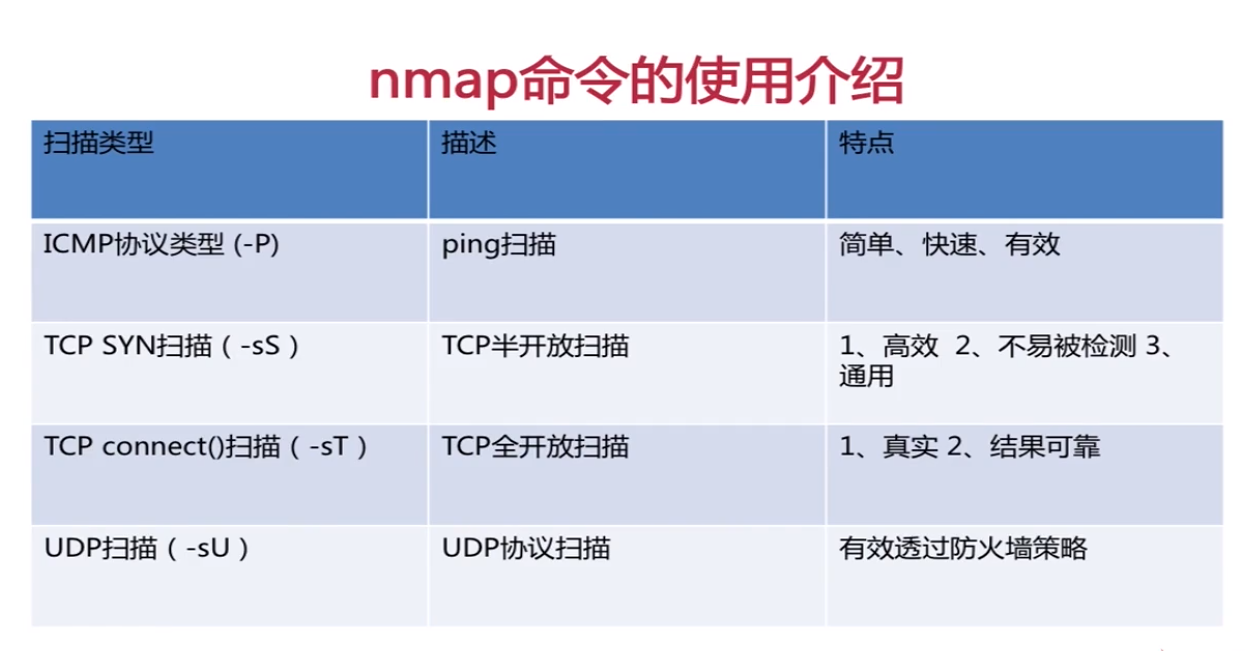 nmap命令的使用介绍
扫描类型
描述
特点
ICMP协议类型 (-P)
ping扫描
简单、快速、有效
TCP SYN扫描（-sS）
TCP半开放扫描
1、高效 2、不易被检测 3、
通用
TCP connect()扫描（-sT）
TCP全开放扫描
1、真实 2、结果可靠
UDP扫描（-sU）
UDP协议扫描
有效透过防火墙策略